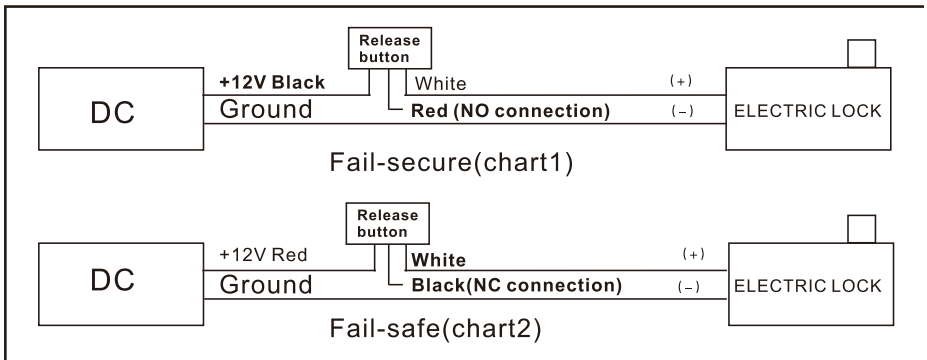 Release
button
+12V Black
White
(+)
DC
Ground
Red (NO connection)
(-)
ELECTRIC LOCK
Fail-secure(chart1)
Release
button
+12V Red
White
(+)
DC
Ground
Black(NC connection)
(-)
ELECTRIC LOCK
Fail-safe(chart2)